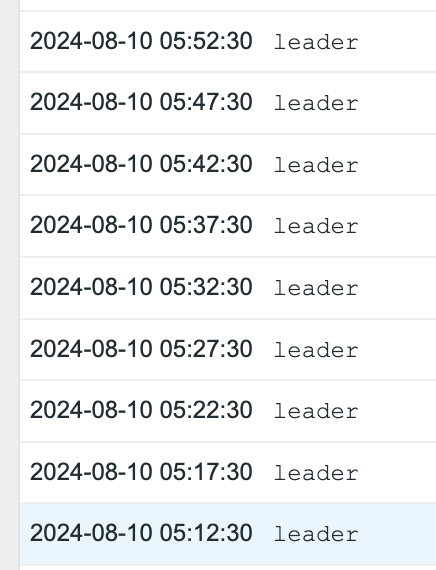 2024-08-10 05:52:30 leader
2024-08-10 05:47:30 leader
2024-08-10 05:42:30 leader
2024-08-10 05:37:30 leader
2024-08-10 05:32:30 leader
2024-08-10 05:27:30 leader
2024-08-10 05:22:30 leader
2024-08-10 05:17:30 leader
2024-08-10 05:12:30 leader